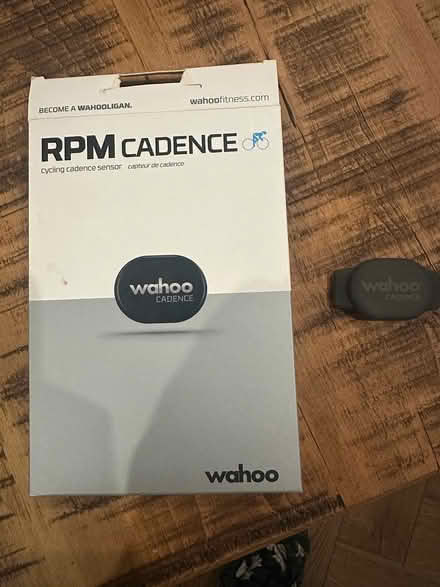 BECOME A WAHOOLIGAN.
wahoofitness.com
RPM CADENCE
cycling cadence sensor capteur de cadence
wahoo
CADENCE
wahoo
CADENCE
wahoo